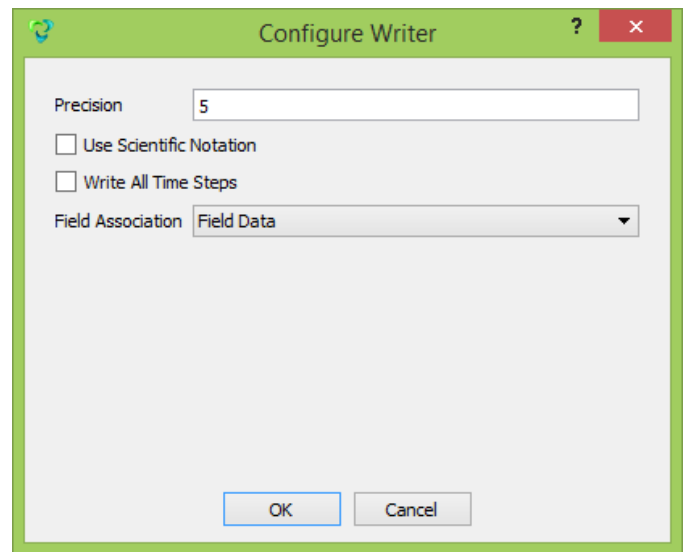 Configure Writer
?
Precision 5
Use Scientific Notation
Write All Time Steps
Field Association Field Data
OK Cancel